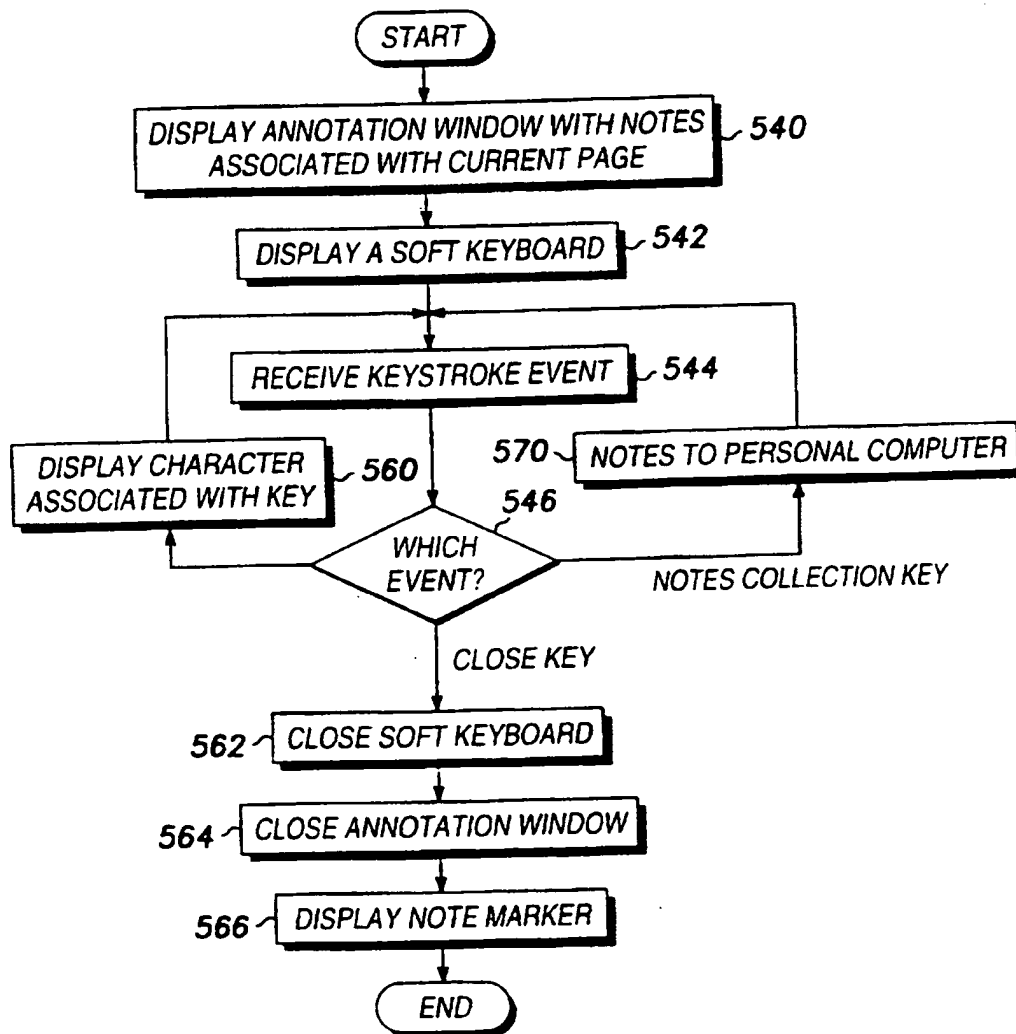 START
DISPLAY ANNOTATION WINDOW WITH NOTES
ASSOCIATED WITH CURRENT PAGE
540
DISPLAY A SOFT KEYBOARD
542
RECEIVE KEYSTROKE EVENT
544
DISPLAY CHARACTER
ASSOCIATED WITH KEY
560
570
NOTES TO PERSONAL COMPUTER
546
WHICH
EVENT?
NOTES COLLECTION KEY
CLOSE KEY
562
CLOSE SOFT KEYBOARD
564
CLOSE ANNOTATION WINDOW
566
DISPLAY NOTE MARKER
END